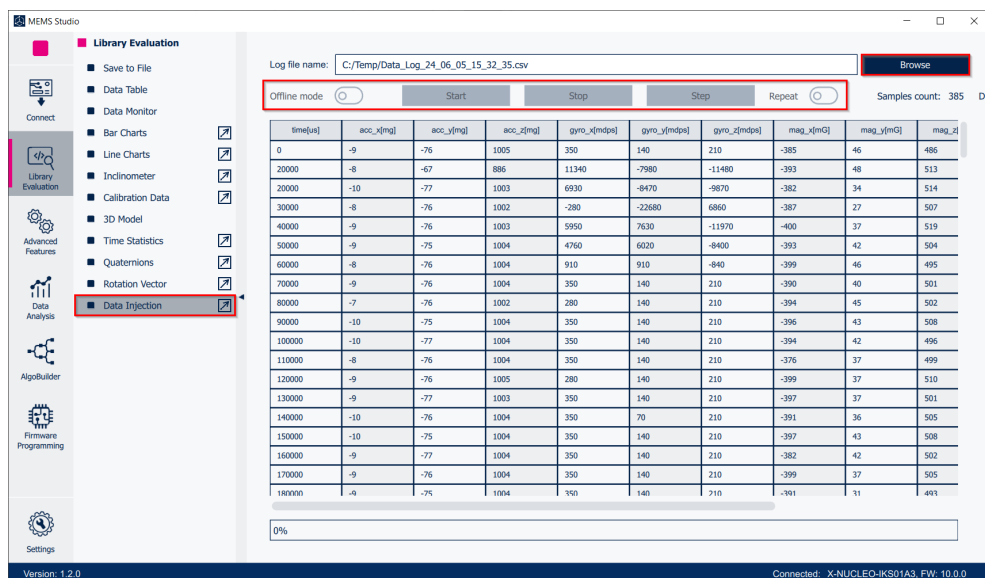 MEMS Studio
Connect
Library
Evaluation
Advanced
Features
Data
Analysis
AlgoBuilder
Firmware
Programming
Settings
Library Evaluation
Save to File
Data Table
Data Monitor
Bar Charts
Line Charts
Inclinometer
Calibration Data
3D Model
Time Statistics
Quaternions
Rotation Vector
Data Injection
Log file name: C:/Temp/Data_Log_24_06_05_15_32_35.csv Browse
Offline mode Start Stop Step Repeat Samples count: 385 D
time[us] acc_x[mg] acc_y[mg] acc_z[mg] gyro_x[mdps] gyro_y[mdps] gyro_z[mdps] mag_x[mG] mag_y[mG] mag_z[
0 -9 -76 1005 350 140 210 -385 46 486
20000 -8 -67 886 11340 -7980 -11480 -393 48 513
20000 -10 -77 1003 6930 -8470 -9870 -382 34 514
30000 -8 -76 1002 -280 -22680 6860 -387 27 507
40000 -9 -76 1003 5950 7630 -11970 -400 37 519
50000 -9 -75 1004 4760 6020 -8400 -393 42 504
60000 -8 -76 1004 910 910 -840 -399 46 495
70000 -9 -76 1004 350 140 210 -390 40 501
80000 -7 -76 1002 280 140 210 -394 45 502
90000 -10 -75 1004 350 140 210 -396 43 508
100000 -10 -77 1004 350 140 210 -394 42 496
110000 -8 -76 1004 350 140 210 -376 37 499
120000 -9 -76 1005 280 140 210 -399 37 510
130000 -9 -77 1003 350 140 210 -397 37 501
140000 -10 -76 1004 350 70 210 -391 36 505
150000 -10 -75 1004 350 140 210 -397 43 508
160000 -9 -77 1004 350 140 210 -382 42 502
170000 -9 -76 1004 350 140 210 -399 37 505
180000 -9 -75 1004 350 140 210 -391 31 493
0%
Version: 1.2.0 Connected: X-NUCLEO-IKS01A3, FW: 10.0.0